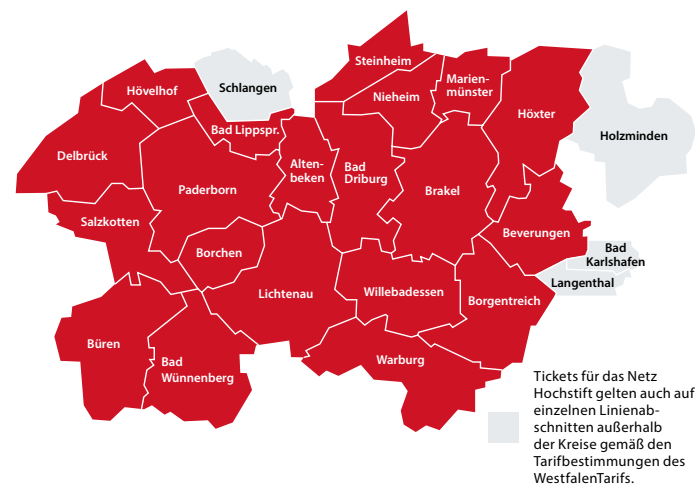 Steinheim
Schlangen
Marien-
münster
Hövelhof
Nieheim
Höxter
Bad Lippspr.
Holzminden
Delbrück
Alten-
beken
Bad
Driburg
Paderborn
Brakel
Salzkotten
Beverungen
Borchen
Bad
Karlshafen
Langenthal
Lichtenau
Willebadessen
Borgentreich
Büren
Bad
Wünnenberg
Warburg
Tickets für das Netz
Hochstift gelten auch auf
einzelnen Linienab-
schnitten außerhalb
der Kreise gemäß den
Tarifbestimmungen des
WestfalenTarifs.